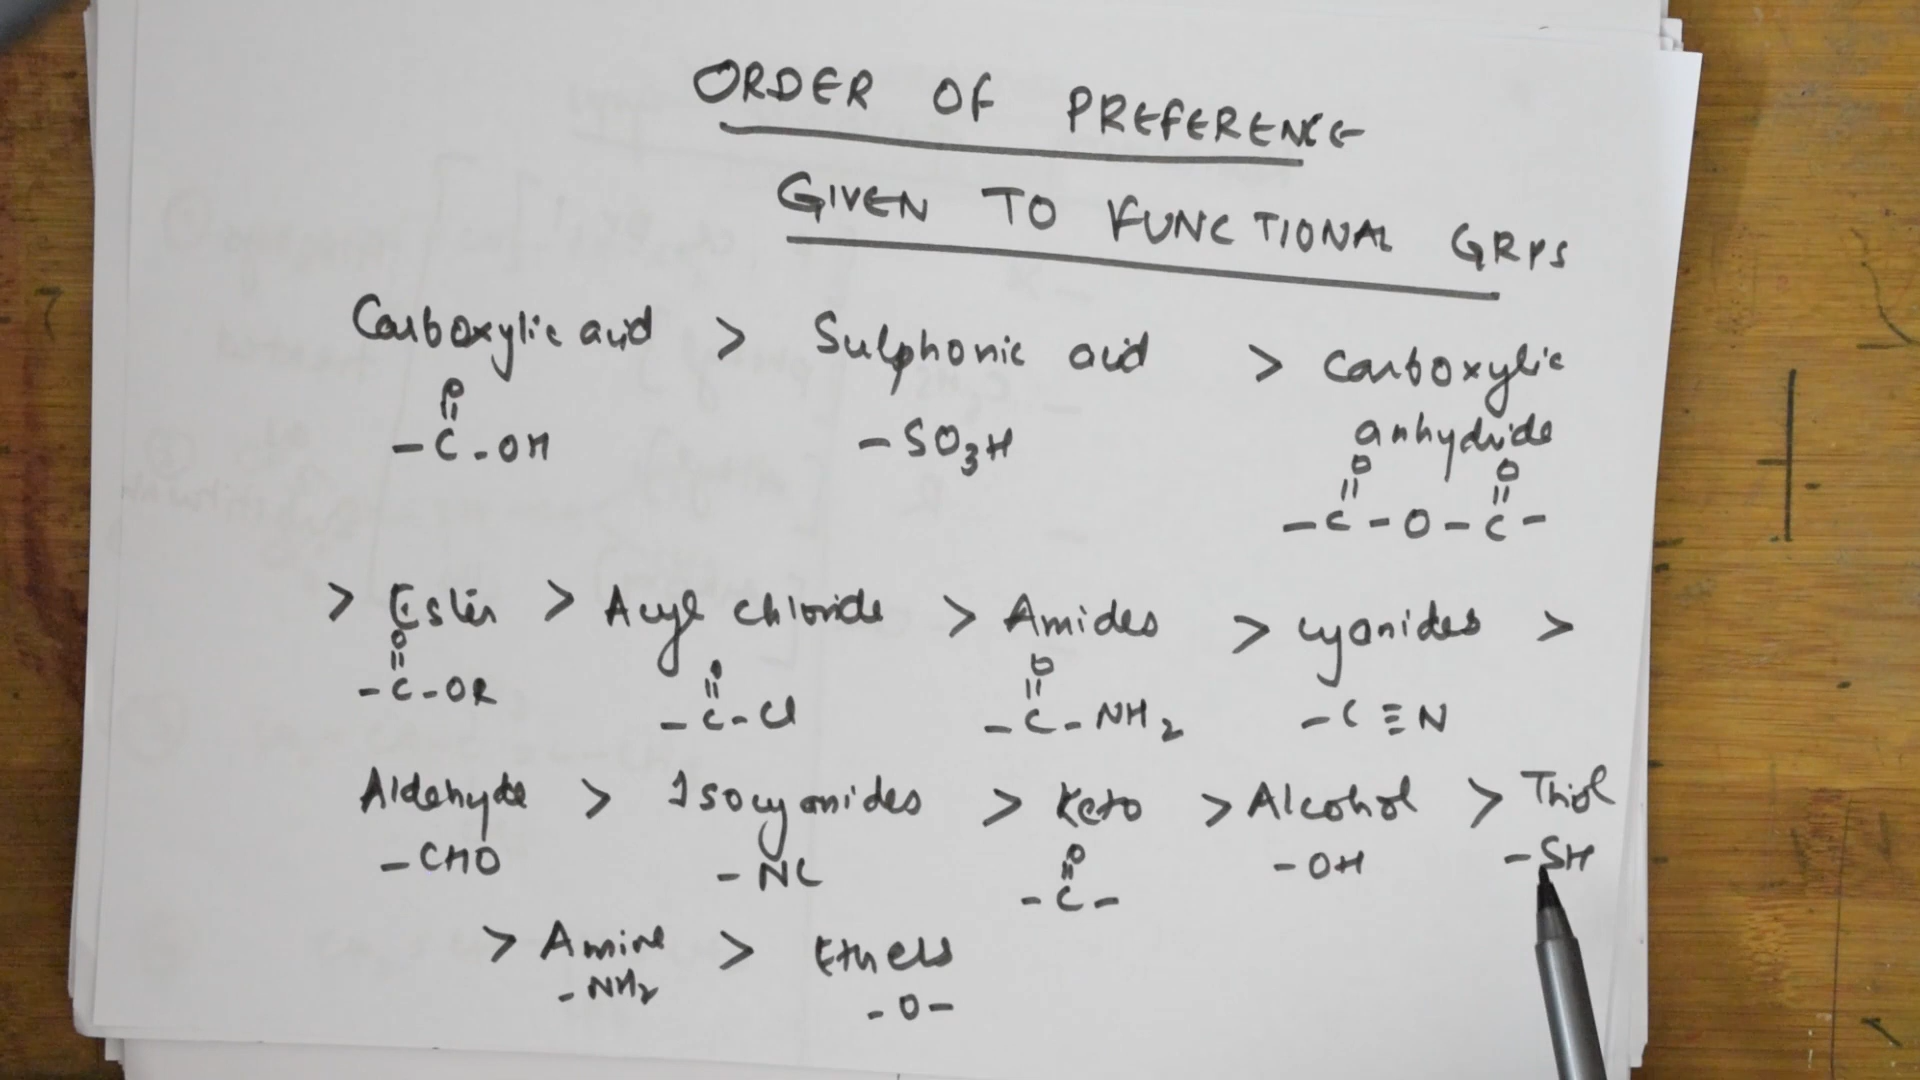 ORDER OF PREFERENCE
GIVEN TO FUNCTIONAL GRPS
Carboxylic acid > Sulphonic acid > Carboxylic
anhydride
O
||
-C-OH
-SO3H
O O
|| ||
-C-O-C-
> Ester > Acyl chloride > Amides > cyanides >
O
||
-C-OR
O
||
-C-Cl
O
||
-C-NH2
-C≡N
Aldehyde > Isocyanides > Keto > Alcohol > Thiol
-CHO
-NC
O
||
-C-
-OH
-SH
> Amine > Ethers
-NH2
-O-